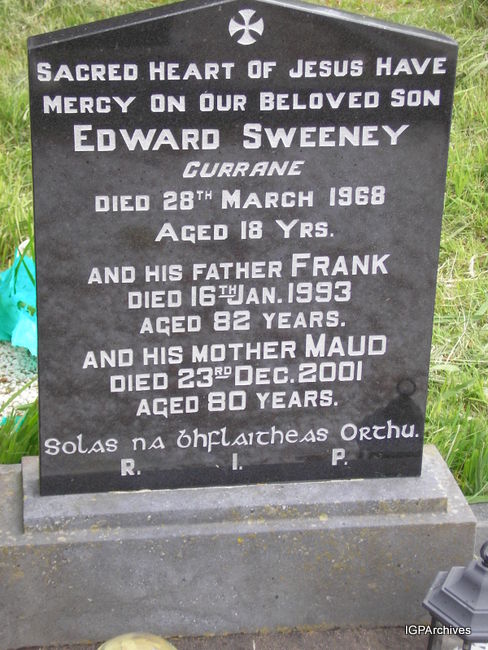 SACRED HEART OF JESUS HAVE
MERCY ON OUR BELOVED SON
EDWARD SWEENEY
CURRANE
DIED 28TH MARCH 1968
AGED 18 YRS.
AND HIS FATHER FRANK
DIED 16TH JAN. 1993
AGED 82 YEARS.
AND HIS MOTHER MAUD
DIED 23RD DEC. 2001
AGED 80 YEARS.
Solas na bhflaitheas Orthu.
R. I. P.
IGPArchives